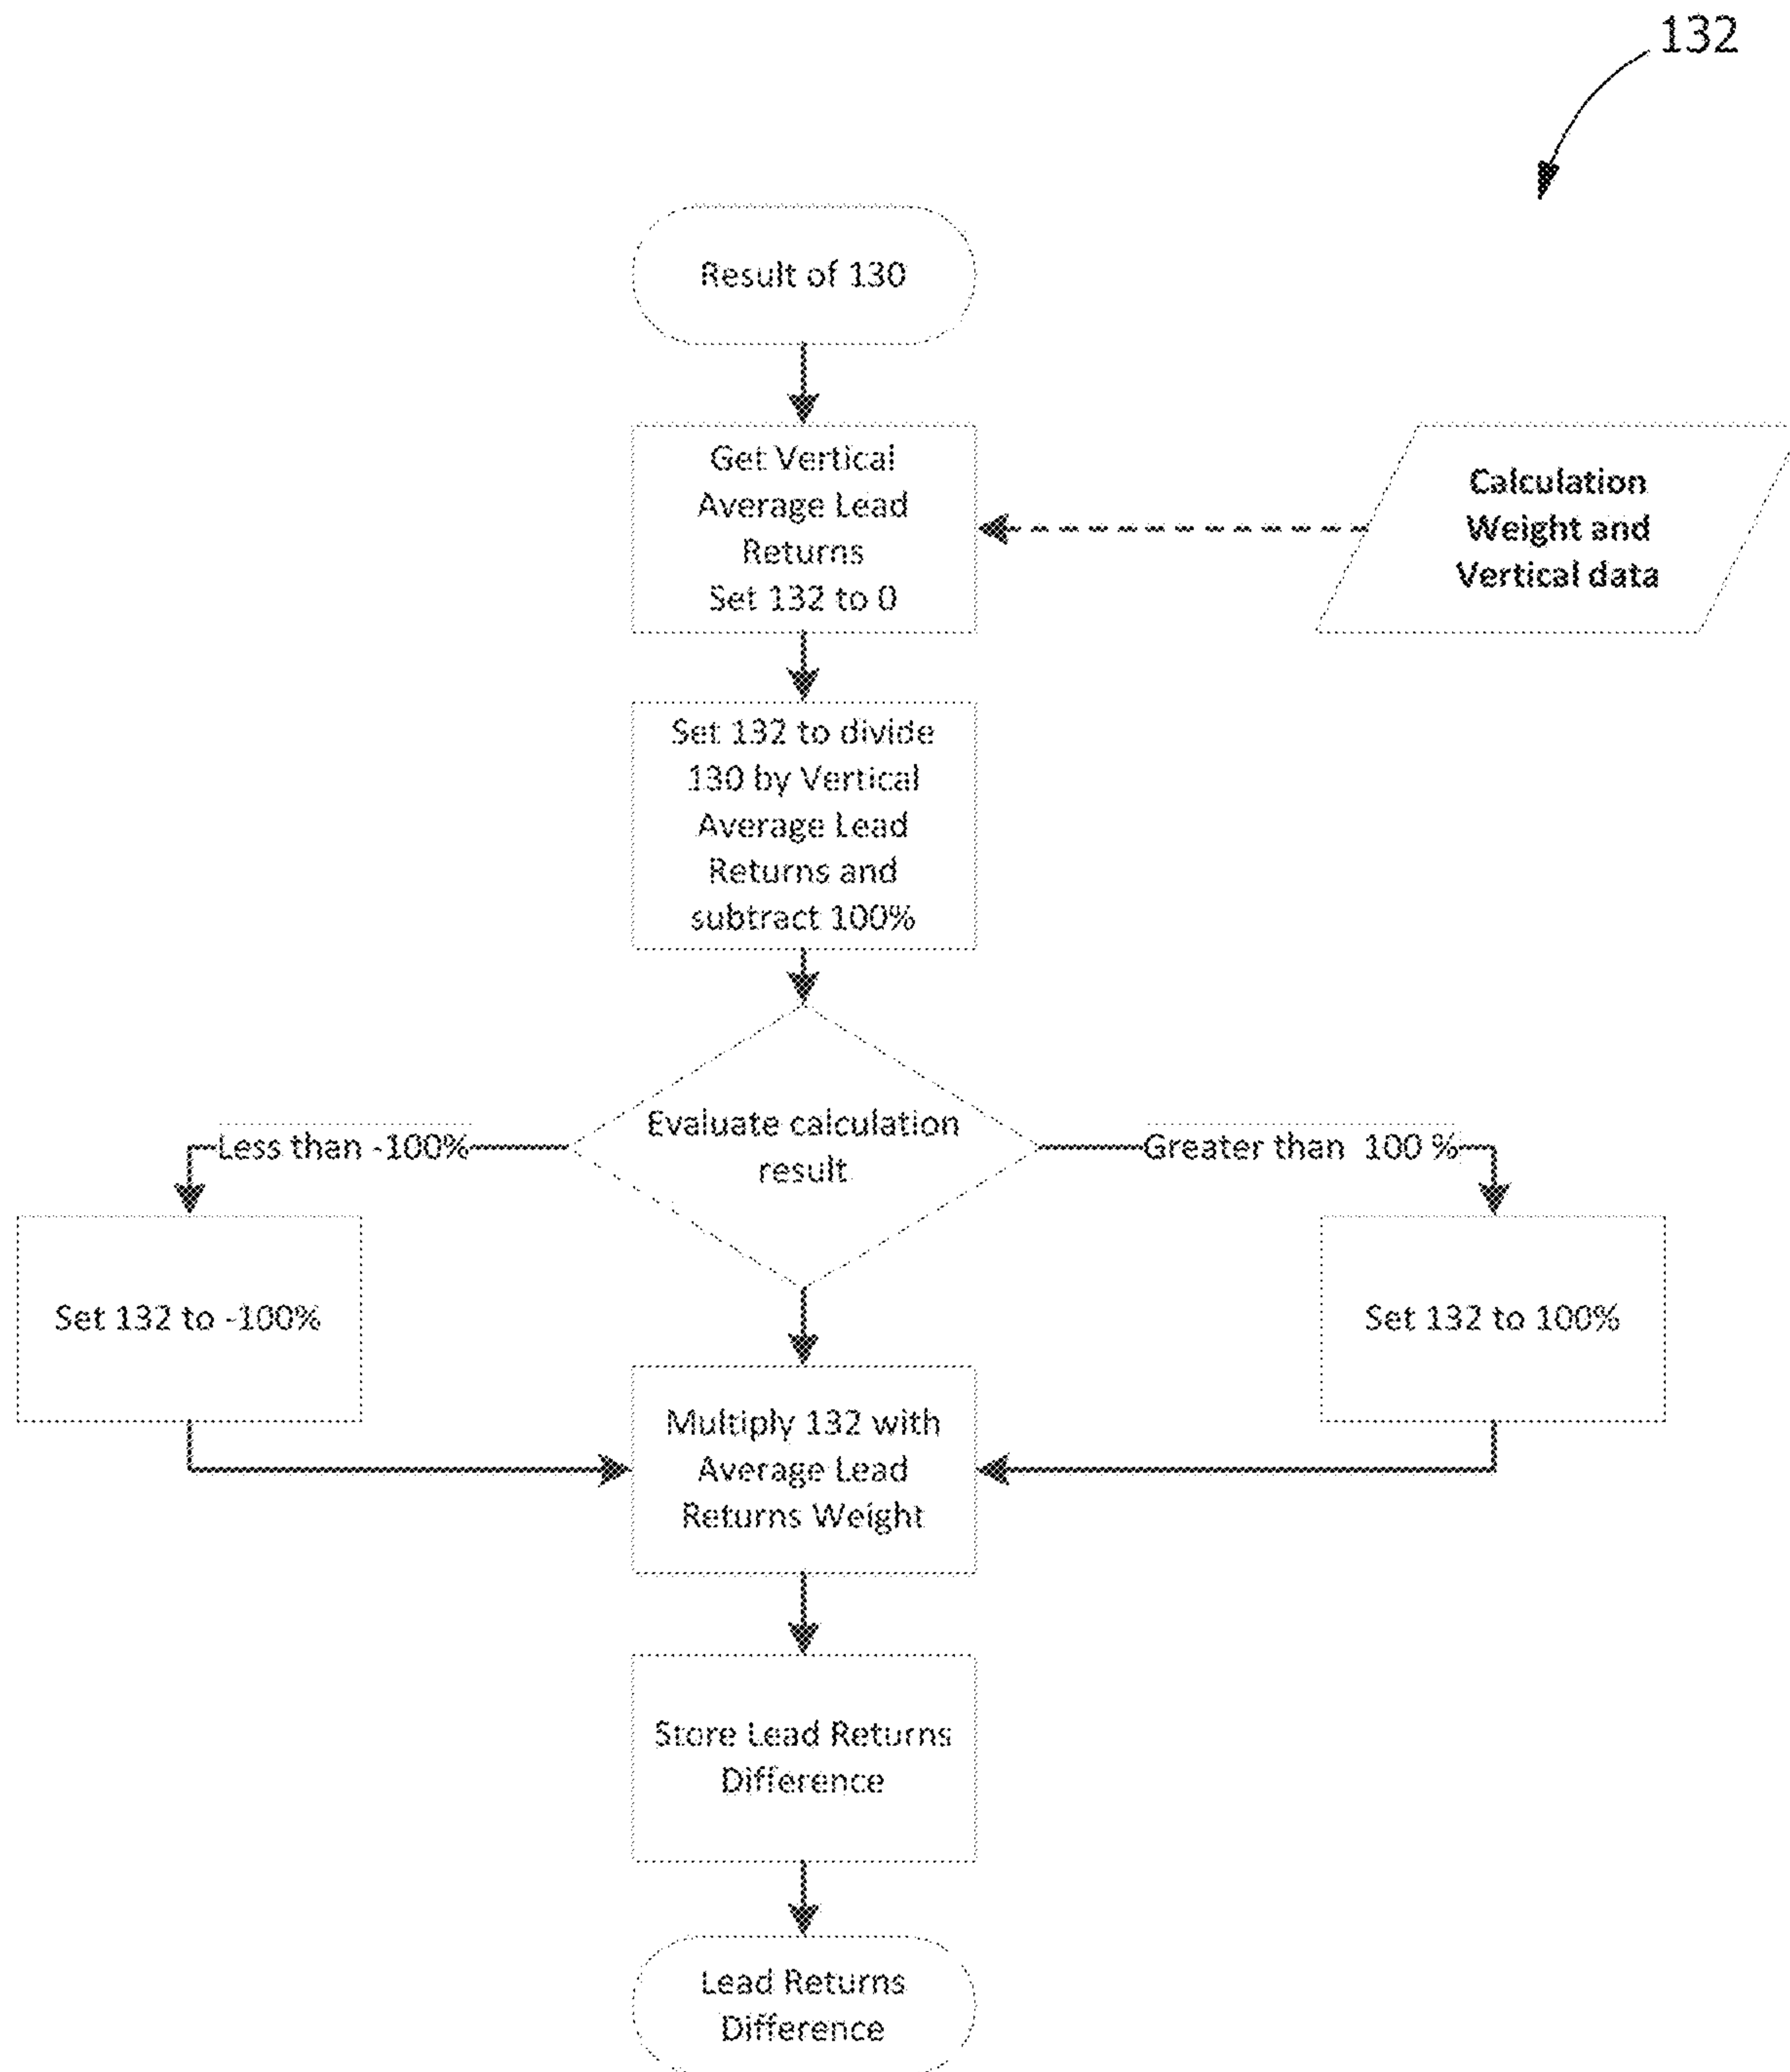 132
Result of 130
Get Vertical
Average Lead
Returns
Set 132 to 0
Calculation
Weight and
Vertical data
Set 132 to divide
130 by Vertical
Average Lead
Returns and
subtract 100%
Evaluate calculation
result
Less than -100%
Greater than 100 %
Set 132 to -100%
Set 132 to 100%
Multiply 132 with
Average Lead
Returns Weight
Store Lead Returns
Difference
Lead Returns
Difference